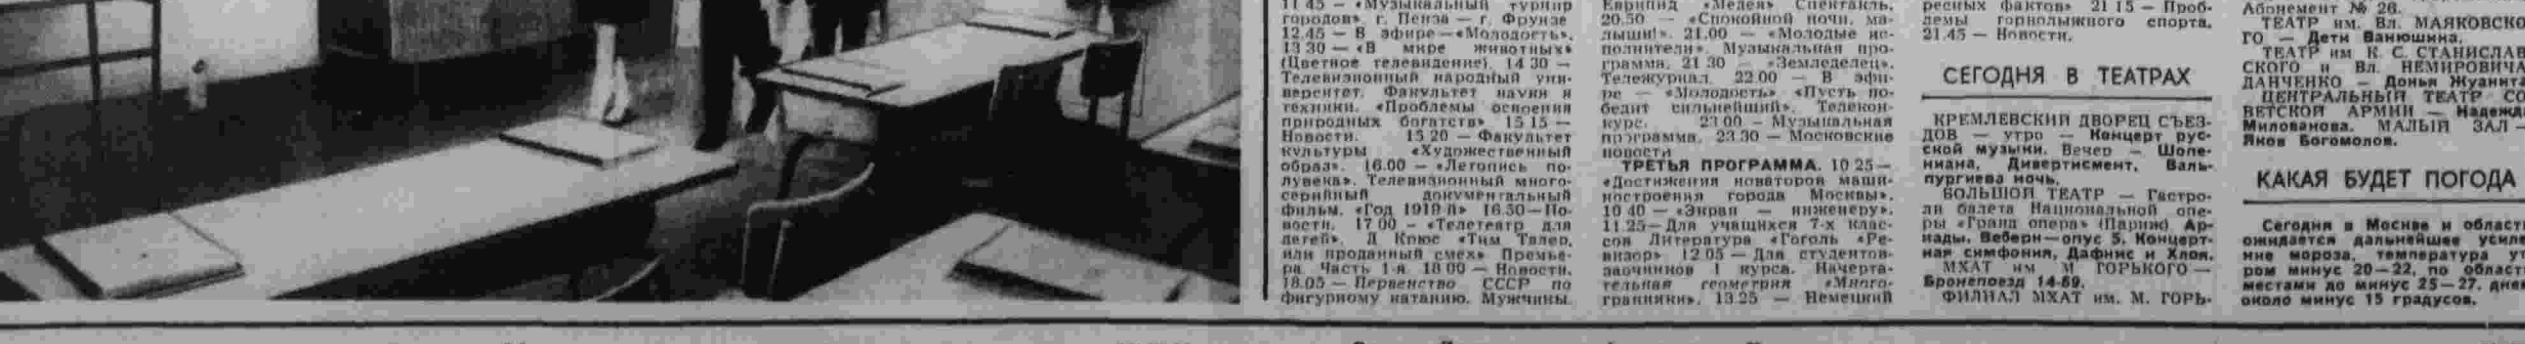 11 45 — «Музыкальный турнир
городов». г. Пенза — г. Фрунзе
12.45 — В эфире — «Молодость».
13 30 — «В мире животных»
(Цветное телевидение). 14 30 —
Телевизионный народный уни-
верситет. Факультет науки и
техники. «Проблемы освоения
природных богатств» 15 15 —
Новости. 15 20 — Факультет
культуры «Художественный
образ». 16.00 — «Летопись по-
лувека». Телевизионный много-
серийный документальный
фильм. «Год 1919-й» 16.50 — Но-
вости. 17 00 — «Телетеатр для
детей». Д Крюс «Тим Талер,
или проданный смех» Премье-
ра. Часть 1-я. 18 00 — Новости.
18.05 — Первенство СССР по
фигурному катанию. Мужчины
Еврипид «Медея» Спектакль.
20.50 — «Спокойной ночи, ма-
лыши!». 21.00 — «Молодые ис-
полнители». Музыкальная про-
грамма. 21 30 — «Земледелец».
Тележурнал. 22.00 — В эфи-
ре — «Молодость» «Пусть по-
бедит сильнейший». Телекон-
курс. 23 00 — Музыкальная
программа. 23.30 — Московские
новости
ТРЕТЬЯ ПРОГРАММА. 10 25 —
«Достижения новаторов маши-
ностроения города Москвы».
10 40 — «Экран — инженеру».
11.25 — Для учащихся 7-х клас-
сов Литература «Гоголь «Ре-
визор» 12 05 — Для студентов-
заочников I курса. Начерта-
тельная геометрия «Много-
гранники». 13.25 — Немецкий
ресных фактов» 21 15 — Проб-
лемы горнолыжного спорта.
21.45 — Новости.
СЕГОДНЯ В ТЕАТРАХ
КРЕМЛЕВСКИЙ ДВОРЕЦ СЪЕЗ-
ДОВ — утро — Концерт рус-
ской музыки. Вечер — Шопе-
ниана, Дивертисмент, Валь-
пургиева ночь.
БОЛЬШОЙ ТЕАТР — Гастро-
ли балета Национальной опе-
ры «Гранд опера» (Париж) Ар-
кады. Веберн — опус 5. Концерт-
ная симфония, Дафнис и Хлоя.
МХАТ им М ГОРЬКОГО —
Бронепоезд 14-69.
ФИЛИАЛ МХАТ им. М. ГОРЬ-
Абонемент № 26.
ТЕАТР им. Вл. МАЯКОВСКО
ГО — Дети Ванюшина.
ТЕАТР им К. С. СТАНИСЛАВ
СКОГО и Вл. НЕМИРОВИЧА
ДАНЧЕНКО — Донья Жуанита
ЦЕНТРАЛЬНЫЙ ТЕАТР СО
ВЕТСКОЙ АРМИИ — Надежд
Милованова. МАЛЫЙ ЗАЛ —
Яков Богомолов.
КАКАЯ БУДЕТ ПОГОДА
Сегодня в Москве и област
ожидается дальнейшее усиле
ние мороза, температура ут
ром минус 20—22, по област
местами до минус 25—27, дне
около минус 15 градусов.